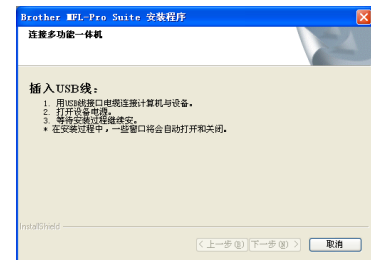 Brother MFL-Pro Suite 安装程序
连接多功能一体机
插入USB线:
1. 用USB线接口电缆连接计算机与设备。
2. 打开设备电源。
3. 等待安装过程继续安。
* 在安装过程中,一些窗口将会自动打开和关闭。
InstallShield
< 上一步(B) 下一步(N) > 取消